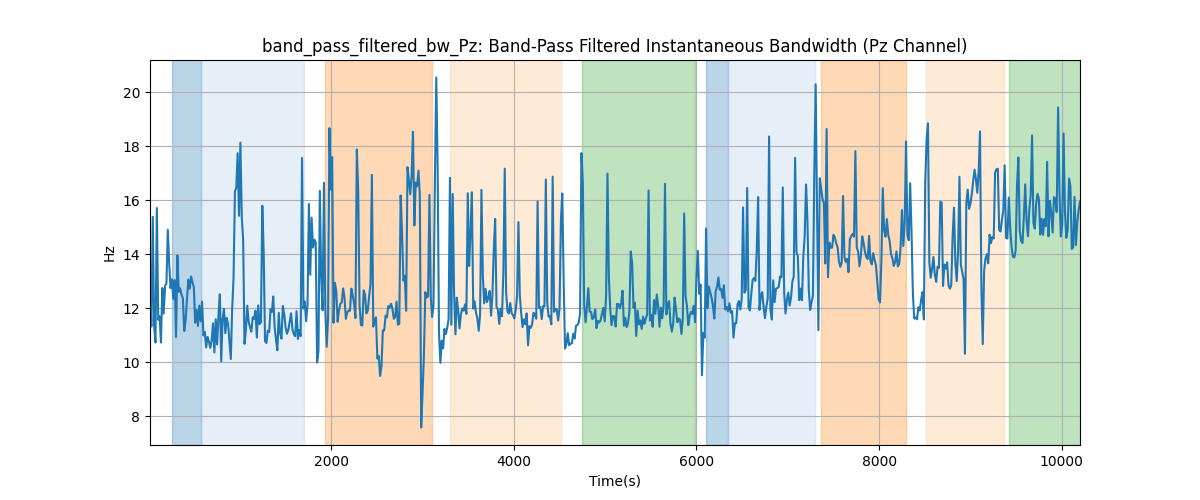 band_pass_filtered_bw_Pz: Band-Pass Filtered Instantaneous Bandwidth (Pz Channel)
20
18
16
14
12
10
8
Hz
2000 4000 6000 8000 10000
Time(s)